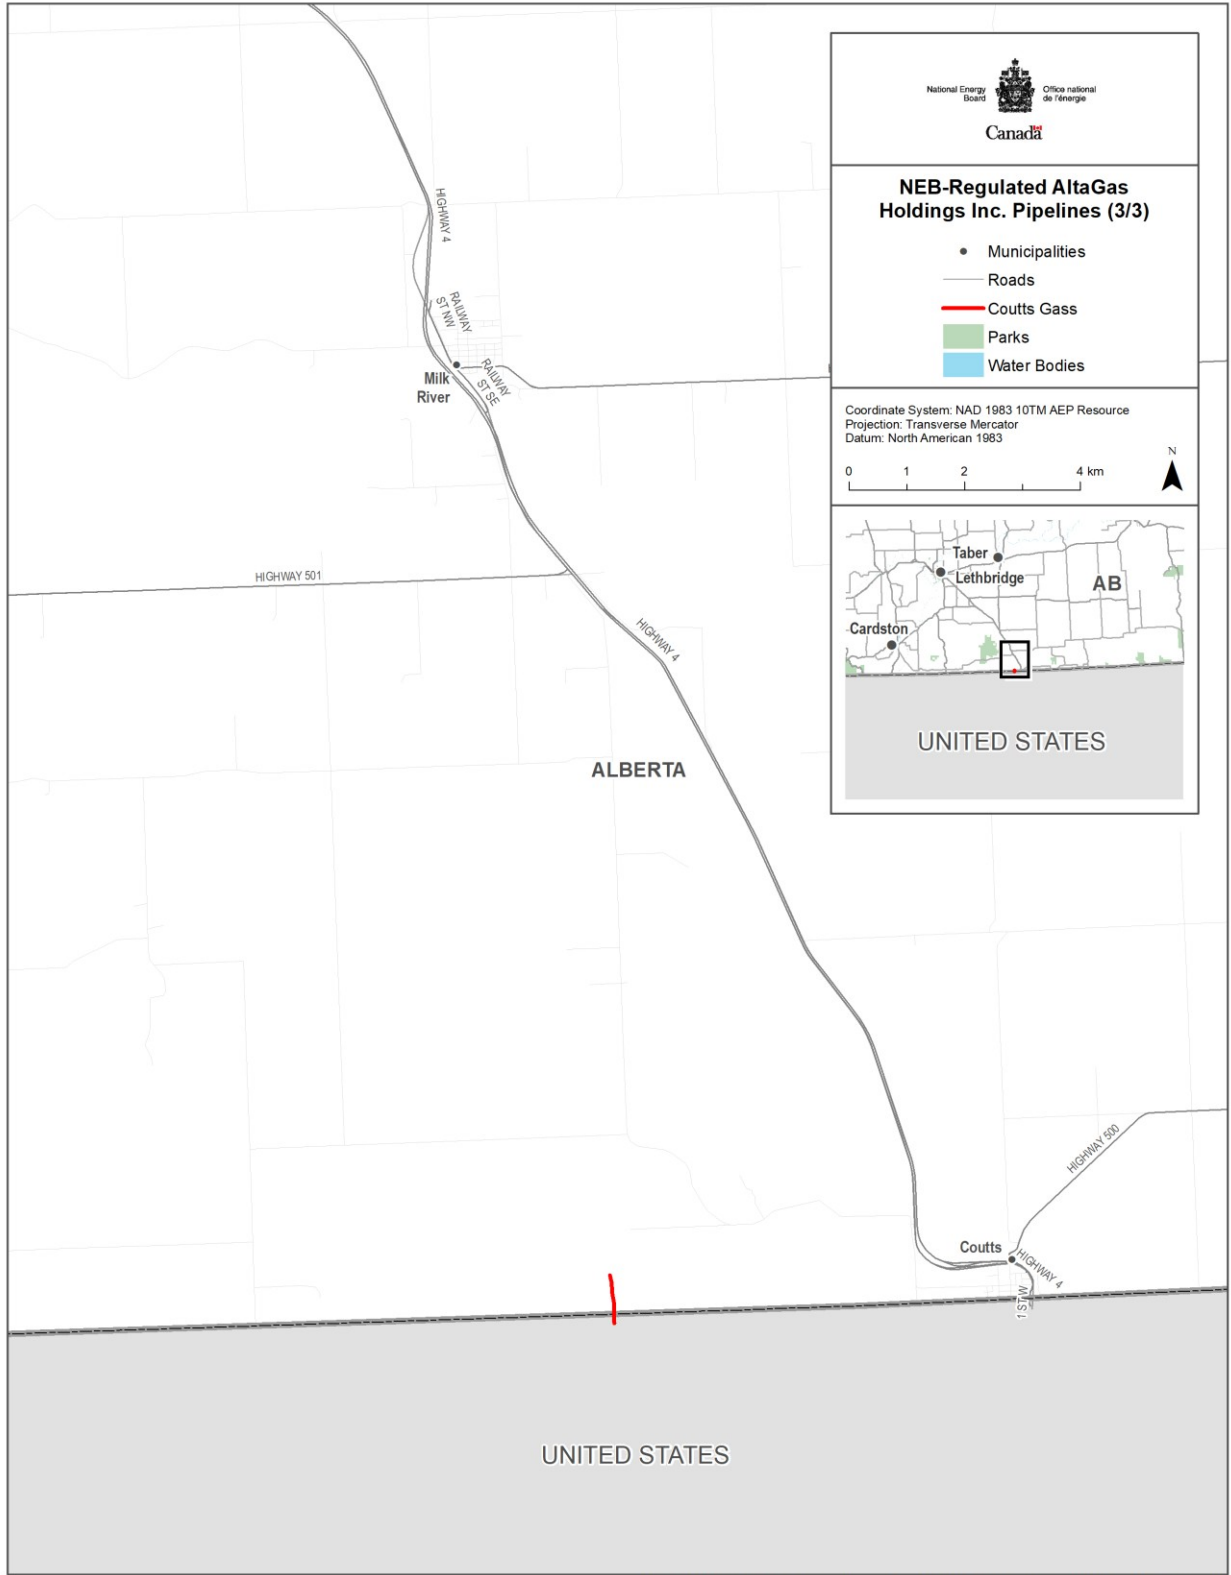 National Energy
Board
Office national
de l'énergie
Canada
NEB-Regulated AltaGas
Holdings Inc. Pipelines (3/3)
Municipalities
Roads
Coutts Gass
Parks
Water Bodies
Coordinate System: NAD 1983 10TM AEP Resource
Projection: Transverse Mercator
Datum: North American 1983
0 1 2 4 km
N
Taber
Lethbridge
AB
Cardston
UNITED STATES
HIGHWAY 4
RAILWAY
ST NW
Milk
River
RAILWAY
ST SE
HIGHWAY 501
HIGHWAY 4
ALBERTA
HIGHWAY 500
Coutts
HIGHWAY 4
1 ST W
UNITED STATES